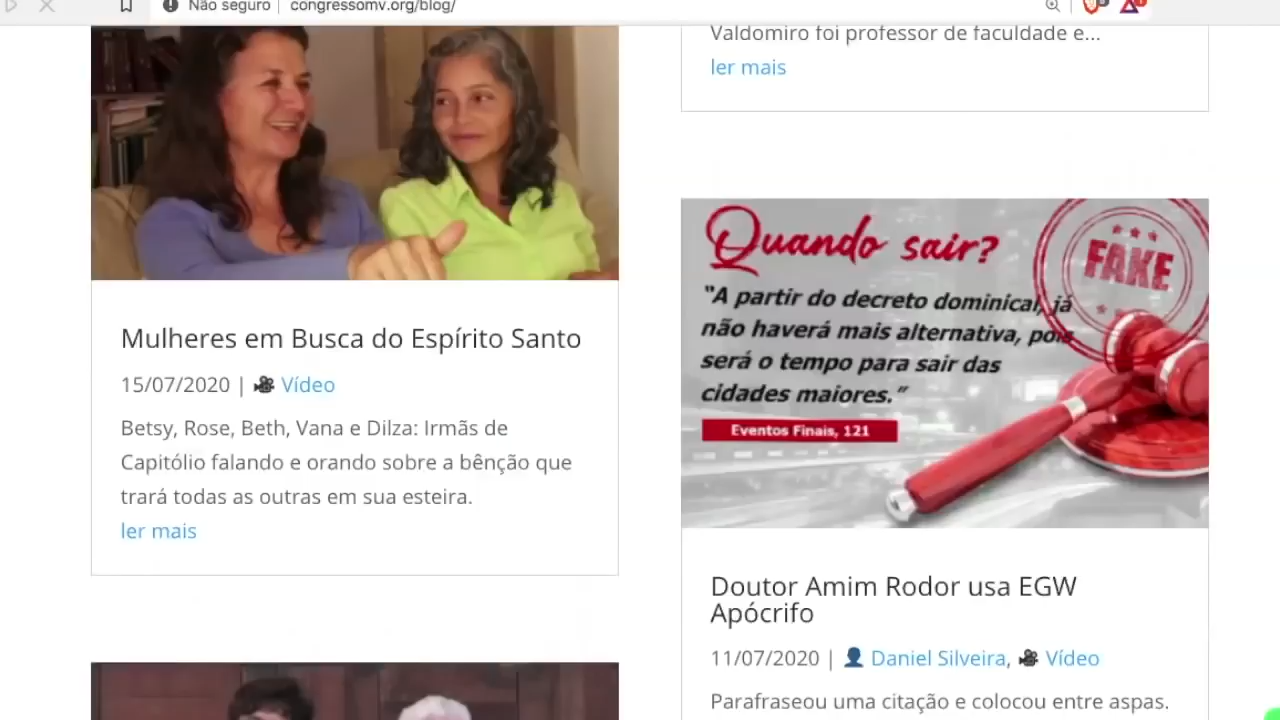 Não seguro
congressomv.org/blog/
Mulheres em Busca do Espírito Santo
15/07/2020 | Vídeo
Betsy, Rose, Beth, Vana e Dilza: Irmãs de
Capitólio falando e orando sobre a bênção que
trará todas as outras em sua esteira.
ler mais
Valdomiro foi professor de faculdade e...
ler mais
Quando sair?
FAKE
"A partir do decreto dominical, já
não haverá mais alternativa, pois
será o tempo para sair das
cidades maiores."
Eventos Finais, 121
Doutor Amim Rodor usa EGW
Apócrifo
11/07/2020 | Daniel Silveira, Vídeo
Parafraseou uma citação e colocou entre aspas.